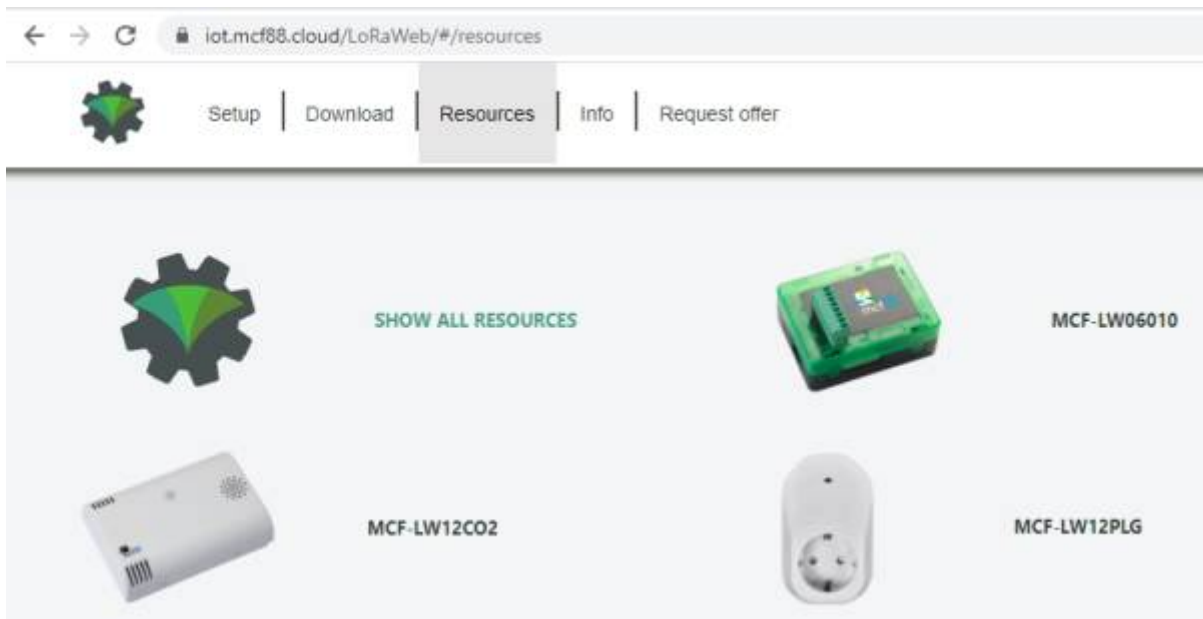 iot.mcf88.cloud/LoRaWeb/#/resources
Setup Download Resources Info Request offer
SHOW ALL RESOURCES
MCF-LW06010
MCF-LW12CO2
MCF-LW12PLG